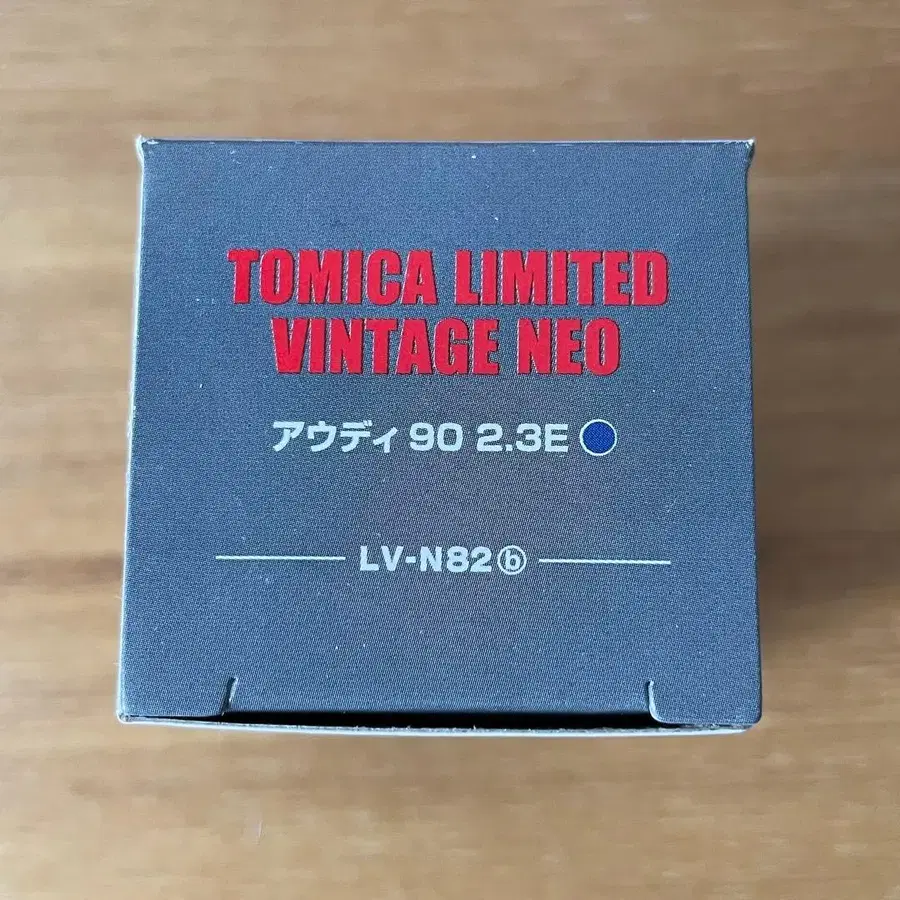 TOMICA LIMITED
VINTAGE NEO
アウディ 90 2.3E
LV-N82ⓑ